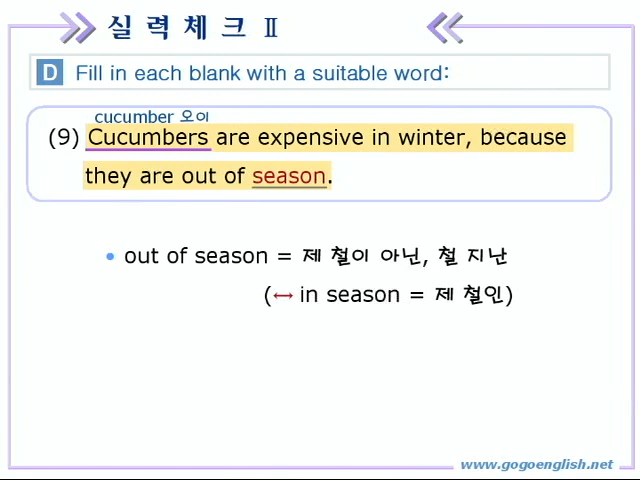 실력체크 Ⅱ
D Fill in each blank with a suitable word:
cucumber 오이
(9) Cucumbers are expensive in winter, because
they are out of season.
• out of season = 제 철이 아닌, 철 지난
(↔ in season = 제 철인)
www.gogoenglish.net